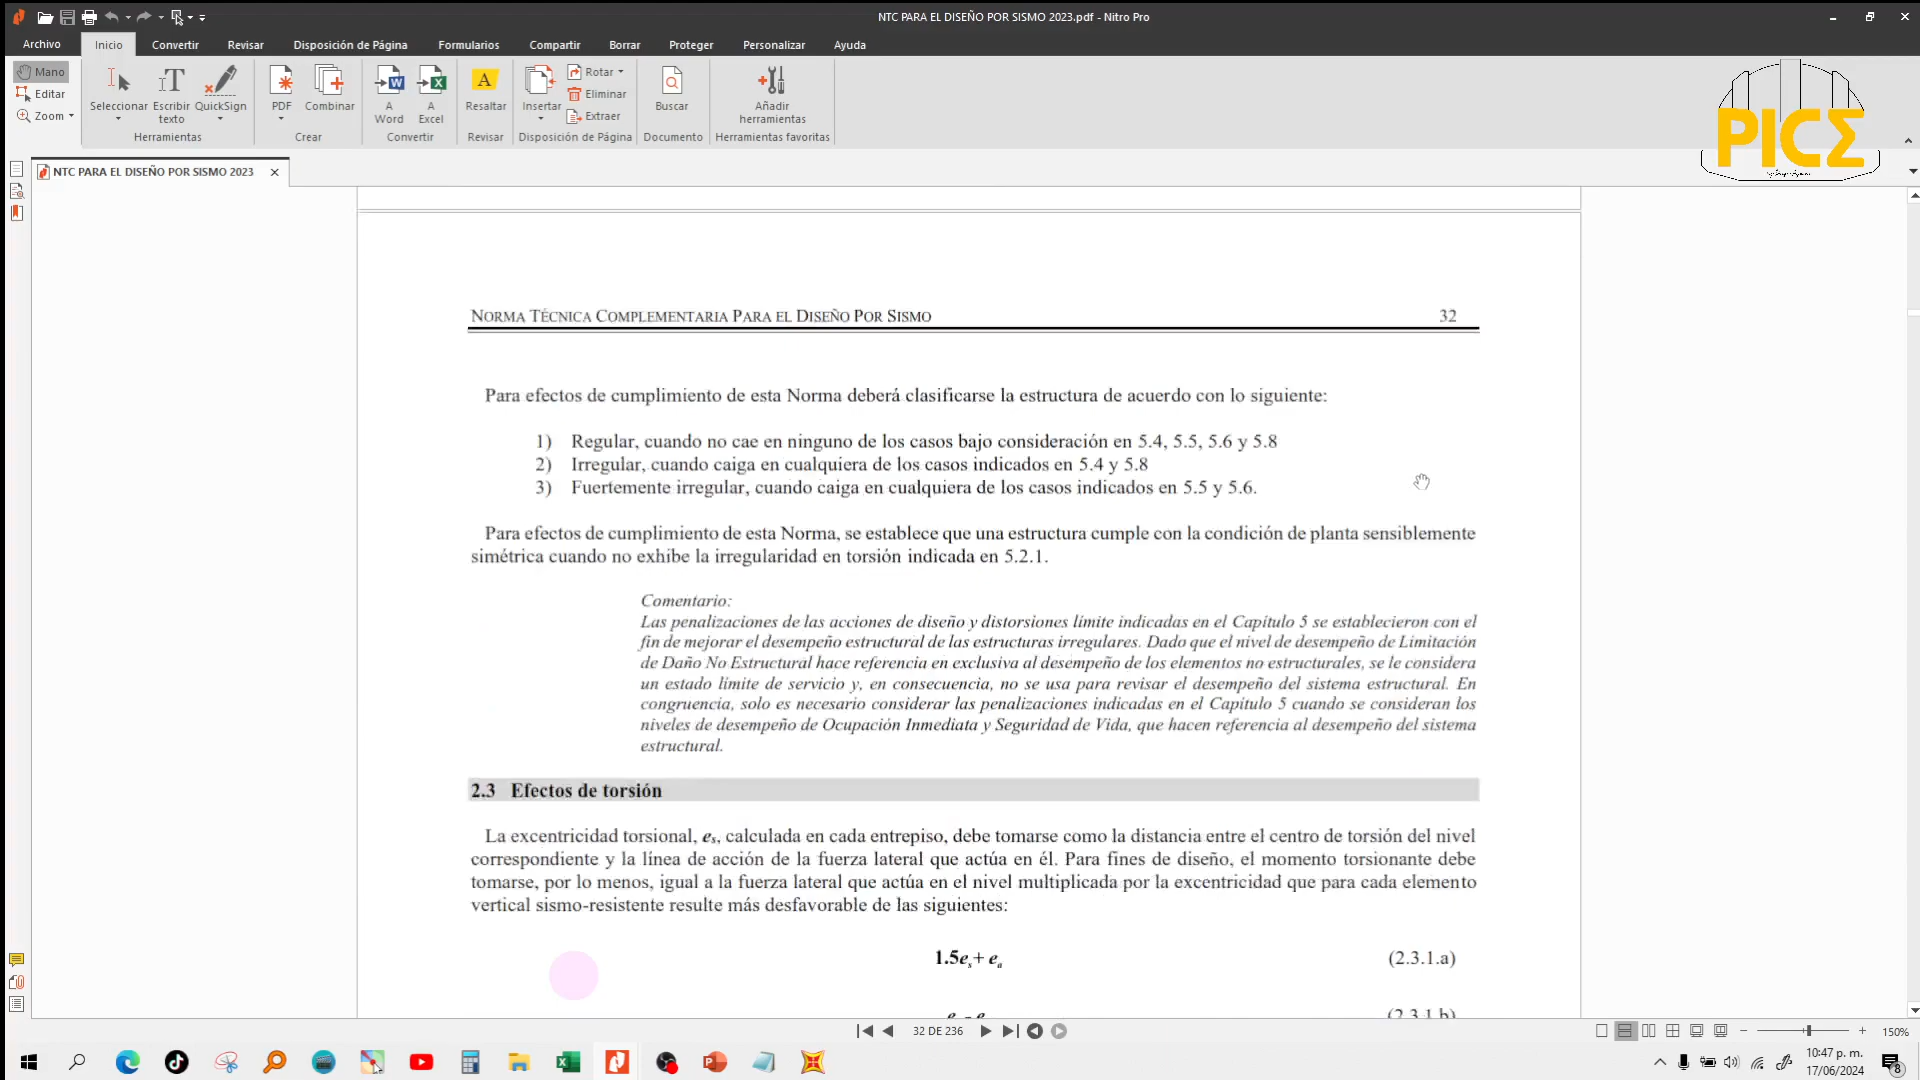 NTC PARA EL DISEÑO POR SISMO 2023.pdf - Nitro Pro
Archivo Inicio Convertir Revisar Disposición de Página Formularios Compartir Borrar Proteger Personalizar Ayuda
Mano
Editar
Zoom
Seleccionar
Escribir texto
QuickSign
Herramientas
PDF
Combinar
Crear
A Word
A Excel
Convertir
Resaltar
Revisar
Insertar
Rotar
Eliminar
Extraer
Disposición de Página
Buscar
Documento
Añadir herramientas
Herramientas favoritas
PICΣ
NTC PARA EL DISEÑO POR SISMO 2023
NORMA TÉCNICA COMPLEMENTARIA PARA EL DISEÑO POR SISMO 32
Para efectos de cumplimiento de esta Norma deberá clasificarse la estructura de acuerdo con lo siguiente:
1) Regular, cuando no cae en ninguno de los casos bajo consideración en 5.4, 5.5, 5.6 y 5.8
2) Irregular, cuando caiga en cualquiera de los casos indicados en 5.4 y 5.8
3) Fuertemente irregular, cuando caiga en cualquiera de los casos indicados en 5.5 y 5.6.
Para efectos de cumplimiento de esta Norma, se establece que una estructura cumple con la condición de planta sensiblemente
simétrica cuando no exhibe la irregularidad en torsión indicada en 5.2.1.
Comentario:
Las penalizaciones de las acciones de diseño y distorsiones límite indicadas en el Capítulo 5 se establecieron con el
fin de mejorar el desempeño estructural de las estructuras irregulares. Dado que el nivel de desempeño de Limitación
de Daño No Estructural hace referencia en exclusiva al desempeño de los elementos no estructurales, se le considera
un estado límite de servicio y, en consecuencia, no se usa para revisar el desempeño del sistema estructural. En
congruencia, solo es necesario considerar las penalizaciones indicadas en el Capítulo 5 cuando se consideran los
niveles de desempeño de Ocupación Inmediata y Seguridad de Vida, que hacen referencia al desempeño del sistema
estructural.
2.3 Efectos de torsión
La excentricidad torsional, es, calculada en cada entrepiso, debe tomarse como la distancia entre el centro de torsión del nivel
correspondiente y la línea de acción de la fuerza lateral que actúa en él. Para fines de diseño, el momento torsionante debe
tomarse, por lo menos, igual a la fuerza lateral que actúa en el nivel multiplicada por la excentricidad que para cada elemento
vertical sismo-resistente resulte más desfavorable de las siguientes:
1.5es+ ea (2.3.1.a)
(2.3.1.b)
32 DE 236
150%
10:47 p. m.
17/06/2024
8